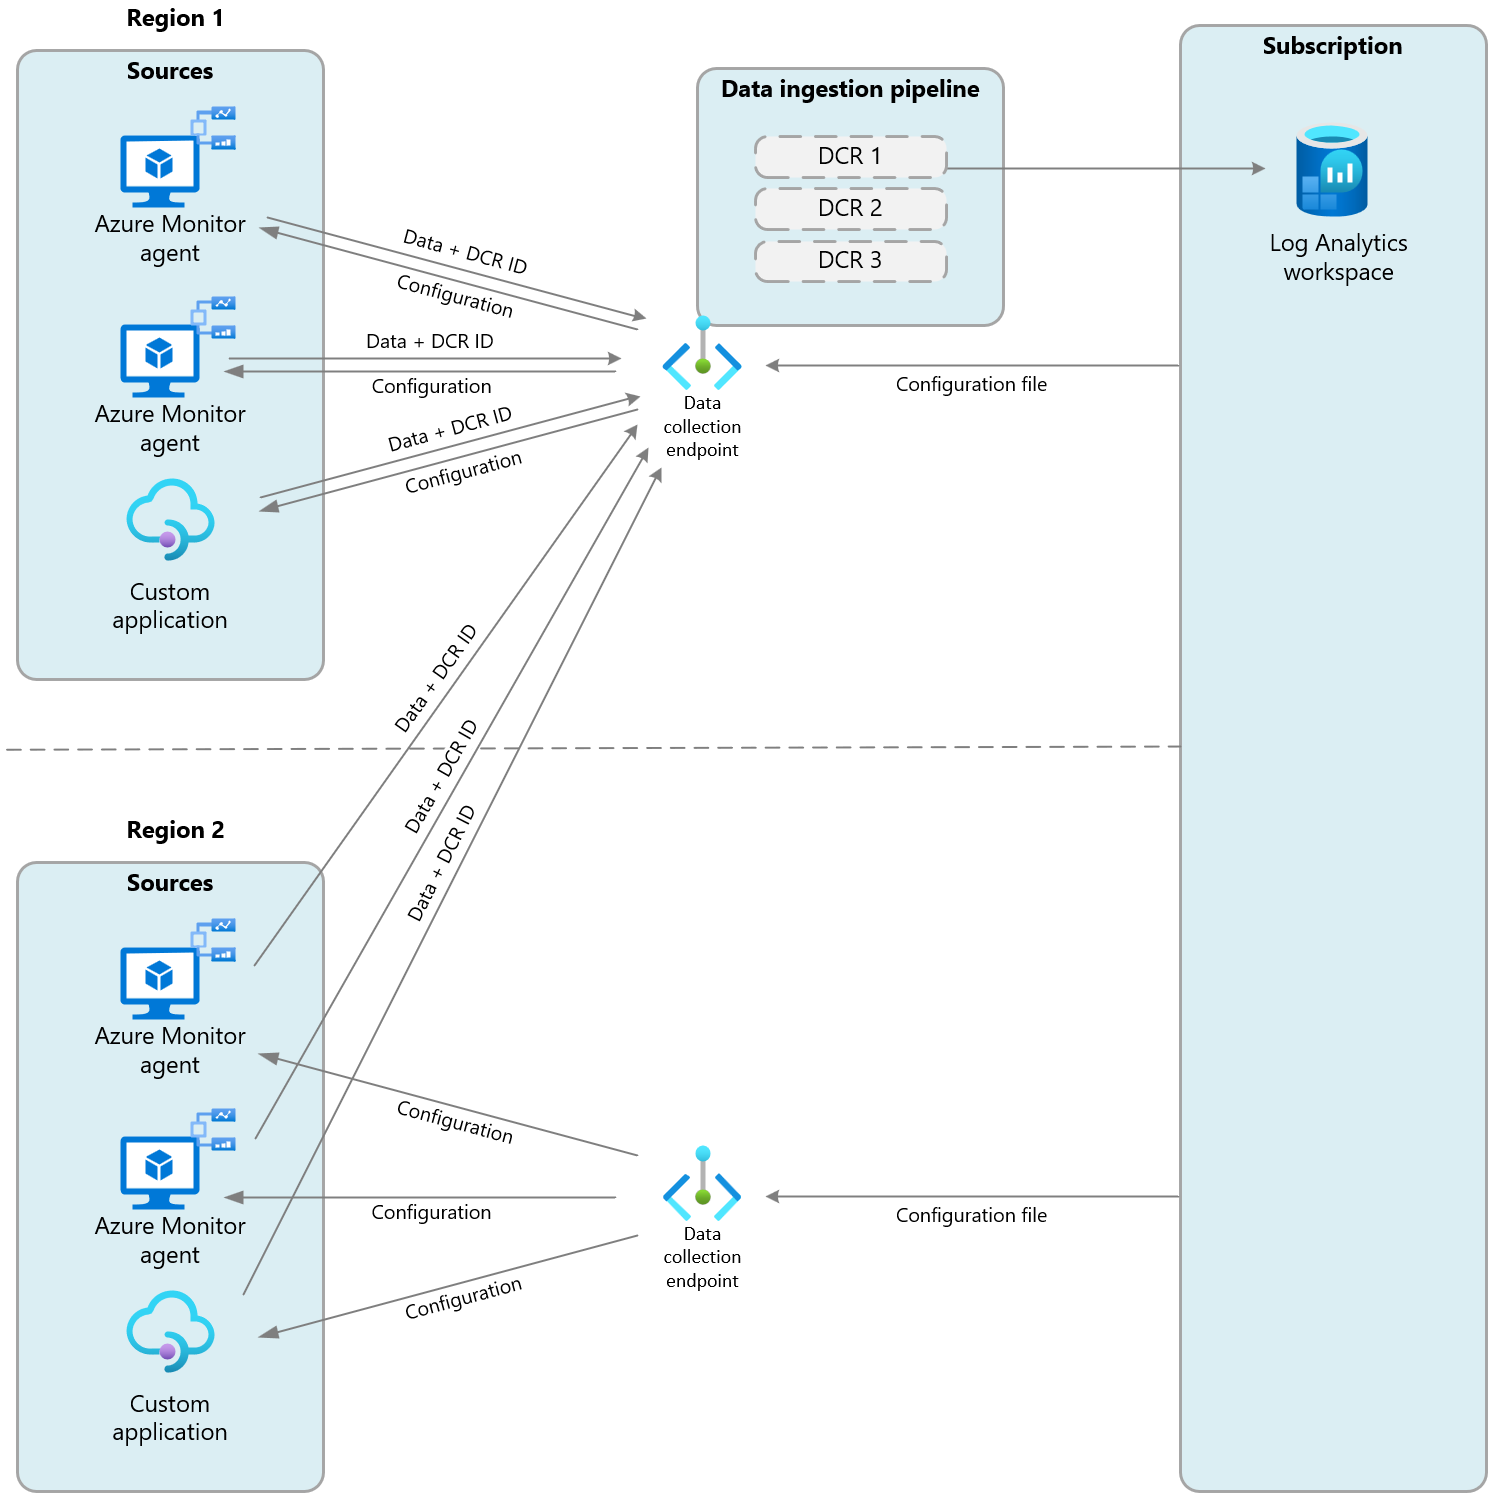 Region 1
Sources
Azure Monitor
agent
Azure Monitor
agent
Custom
application
Data + DCR ID
Configuration
Data + DCR ID
Configuration
Data + DCR ID
Configuration
Data ingestion pipeline
DCR 1
DCR 2
DCR 3
Data
collection
endpoint
Configuration file
Subscription
Log Analytics
workspace
Data + DCR ID
Data + DCR ID
Data + DCR ID
Region 2
Sources
Azure Monitor
agent
Azure Monitor
agent
Custom
application
Configuration
Configuration
Configuration
Data
collection
endpoint
Configuration file